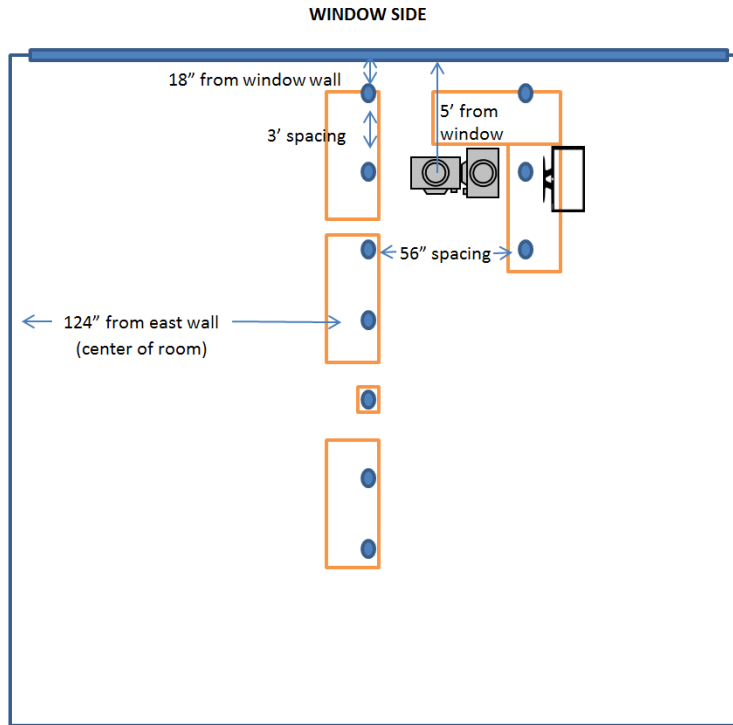 WINDOW SIDE
18” from window wall
3’ spacing
5’ from
window
56” spacing
124” from east wall
(center of room)